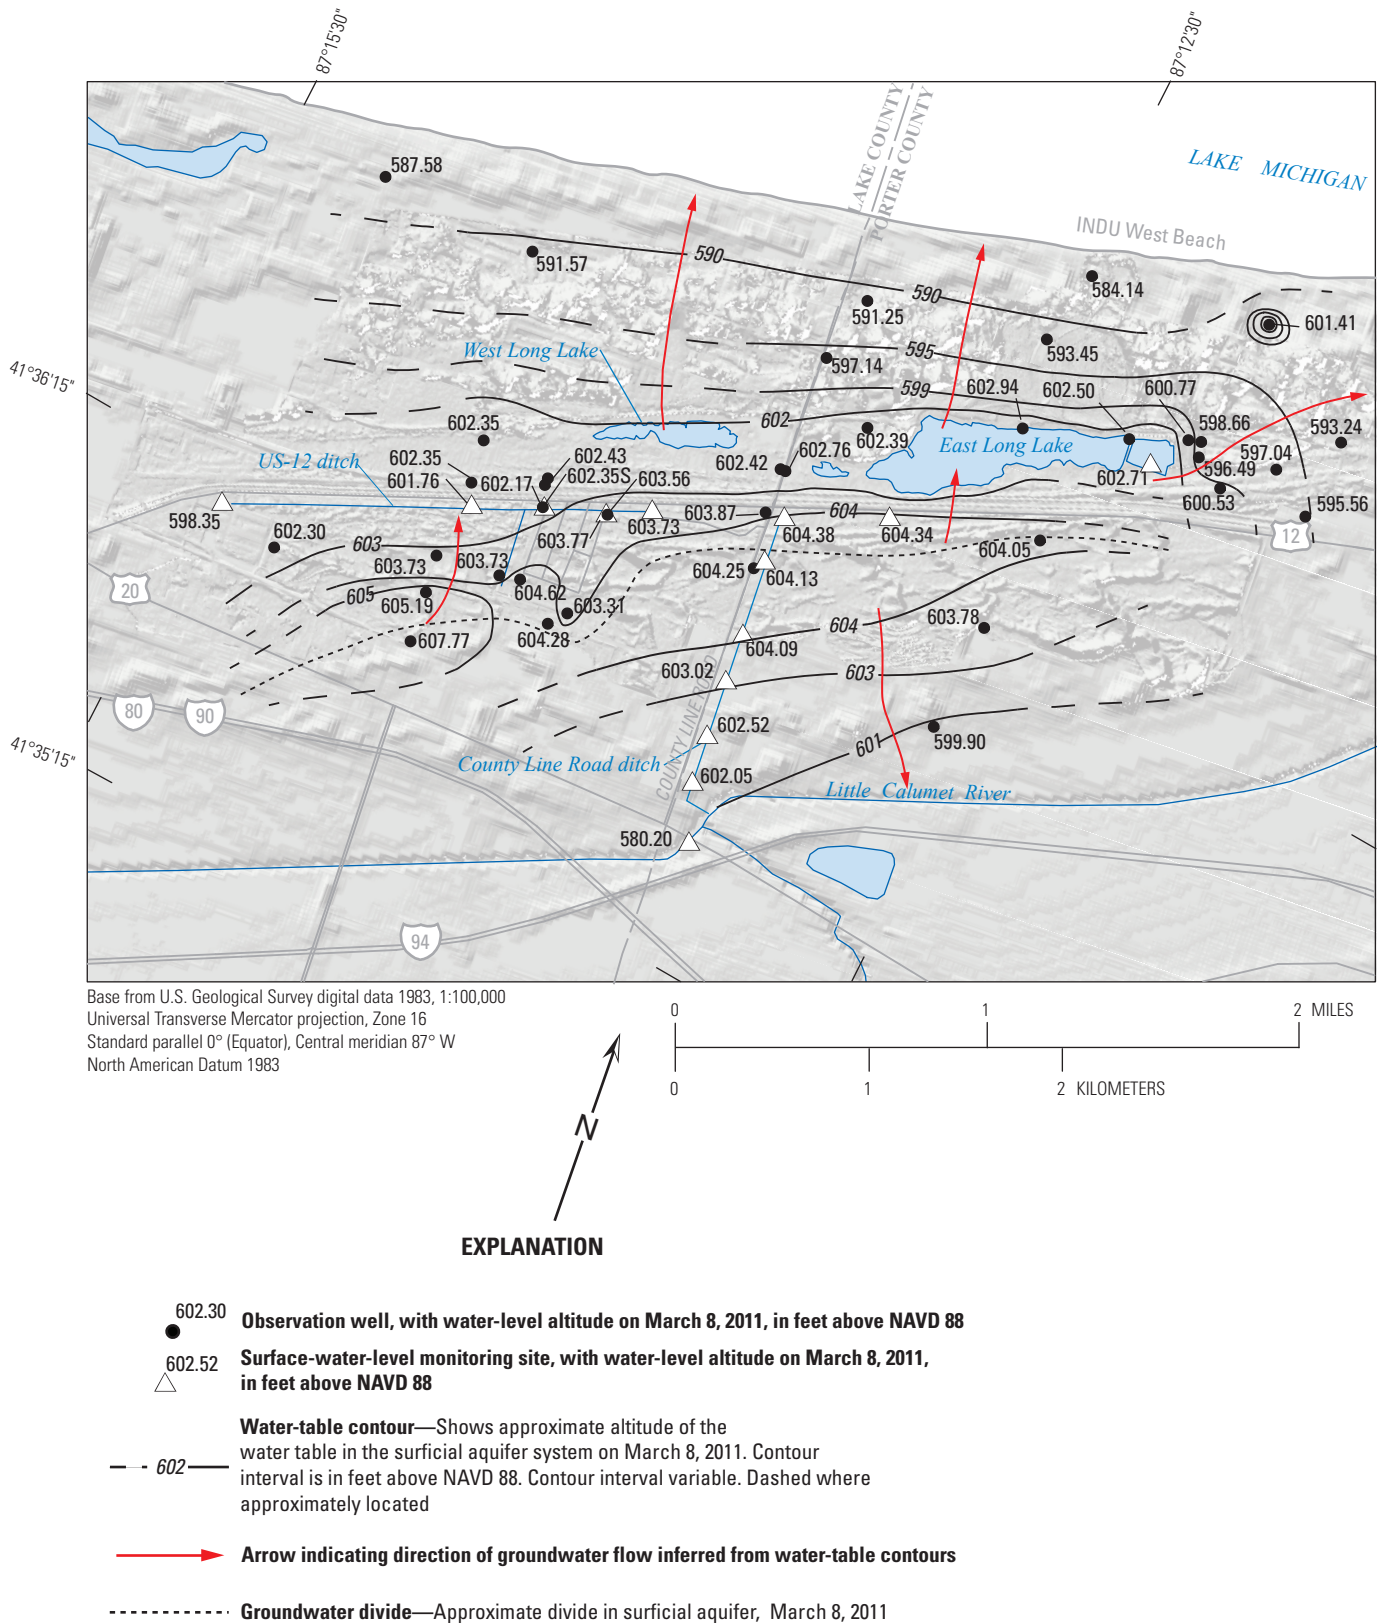 87°15'30"
87°12'30"
LAKE COUNTY
PORTER COUNTY
LAKE MICHIGAN
587.58
INDU West Beach
590
591.57
584.14
590
591.25
601.41
593.45
West Long Lake
595
597.14
41°36'15"
599
602.94
602.50
600.77
602
598.66
593.24
602.35
602.39
East Long Lake
597.04
US-12 ditch
602.35
602.43
602.42
602.76
596.49
601.76
602.17
602.35S
603.56
602.71
600.53
595.56
598.35
603.87
604
603.73
604.38
604.34
12
602.30
603
603.77
604.05
603.73
603.73
604.25
604.13
20
605
605.19
604.62
603.31
607.77
604.28
604
603.78
604.09
603.02
603
80
90
COUNTY LINE ROAD
602.52
601
599.90
41°35'15"
County Line Road ditch
602.05
Little Calumet River
580.20
94
Base from U.S. Geological Survey digital data 1983, 1:100,000
Universal Transverse Mercator projection, Zone 16
Standard parallel 0° (Equator), Central meridian 87° W
North American Datum 1983
0 1 2 MILES
0 1 2 KILOMETERS
N
EXPLANATION
602.30
Observation well, with water-level altitude on March 8, 2011, in feet above NAVD 88
602.52
Surface-water-level monitoring site, with water-level altitude on March 8, 2011,
in feet above NAVD 88
Water-table contour—Shows approximate altitude of the
water table in the surficial aquifer system on March 8, 2011. Contour
602
interval is in feet above NAVD 88. Contour interval variable. Dashed where
approximately located
Arrow indicating direction of groundwater flow inferred from water-table contours
Groundwater divide—Approximate divide in surficial aquifer, March 8, 2011